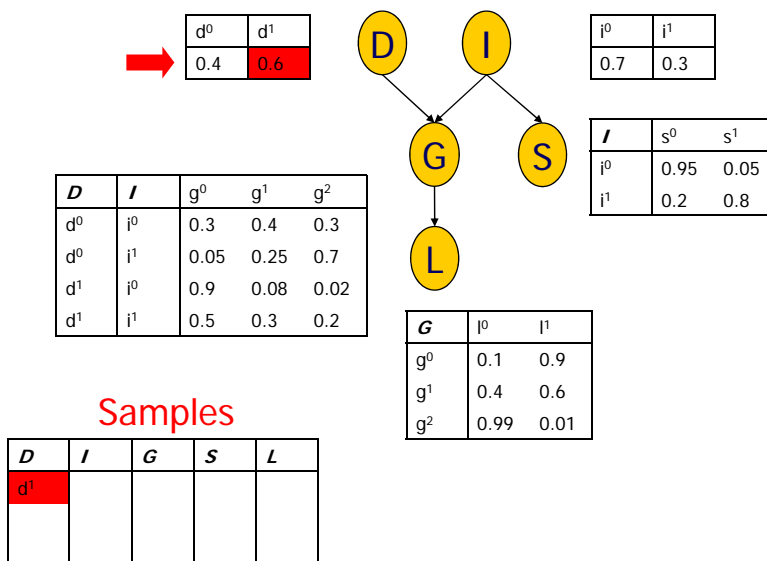 d⁰ d¹
0.4 0.6
D I
i⁰ i¹
0.7 0.3
G S
I s⁰ s¹
i⁰ 0.95 0.05
i¹ 0.2 0.8
D I g⁰ g¹ g²
d⁰ i⁰ 0.3 0.4 0.3
d⁰ i¹ 0.05 0.25 0.7
d¹ i⁰ 0.9 0.08 0.02
d¹ i¹ 0.5 0.3 0.2
L
G l⁰ l¹
g⁰ 0.1 0.9
g¹ 0.4 0.6
g² 0.99 0.01
Samples
D I G S L
d¹